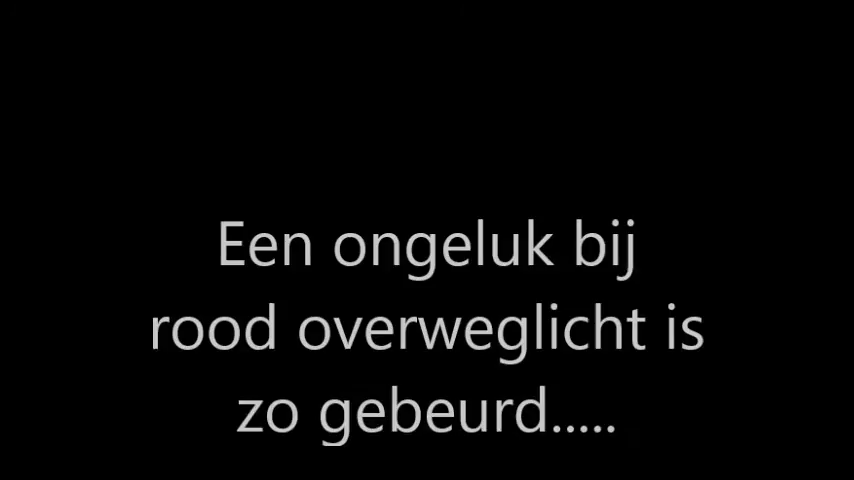 Een ongeluk bij
rood overweglicht is
zo gebeurd.....